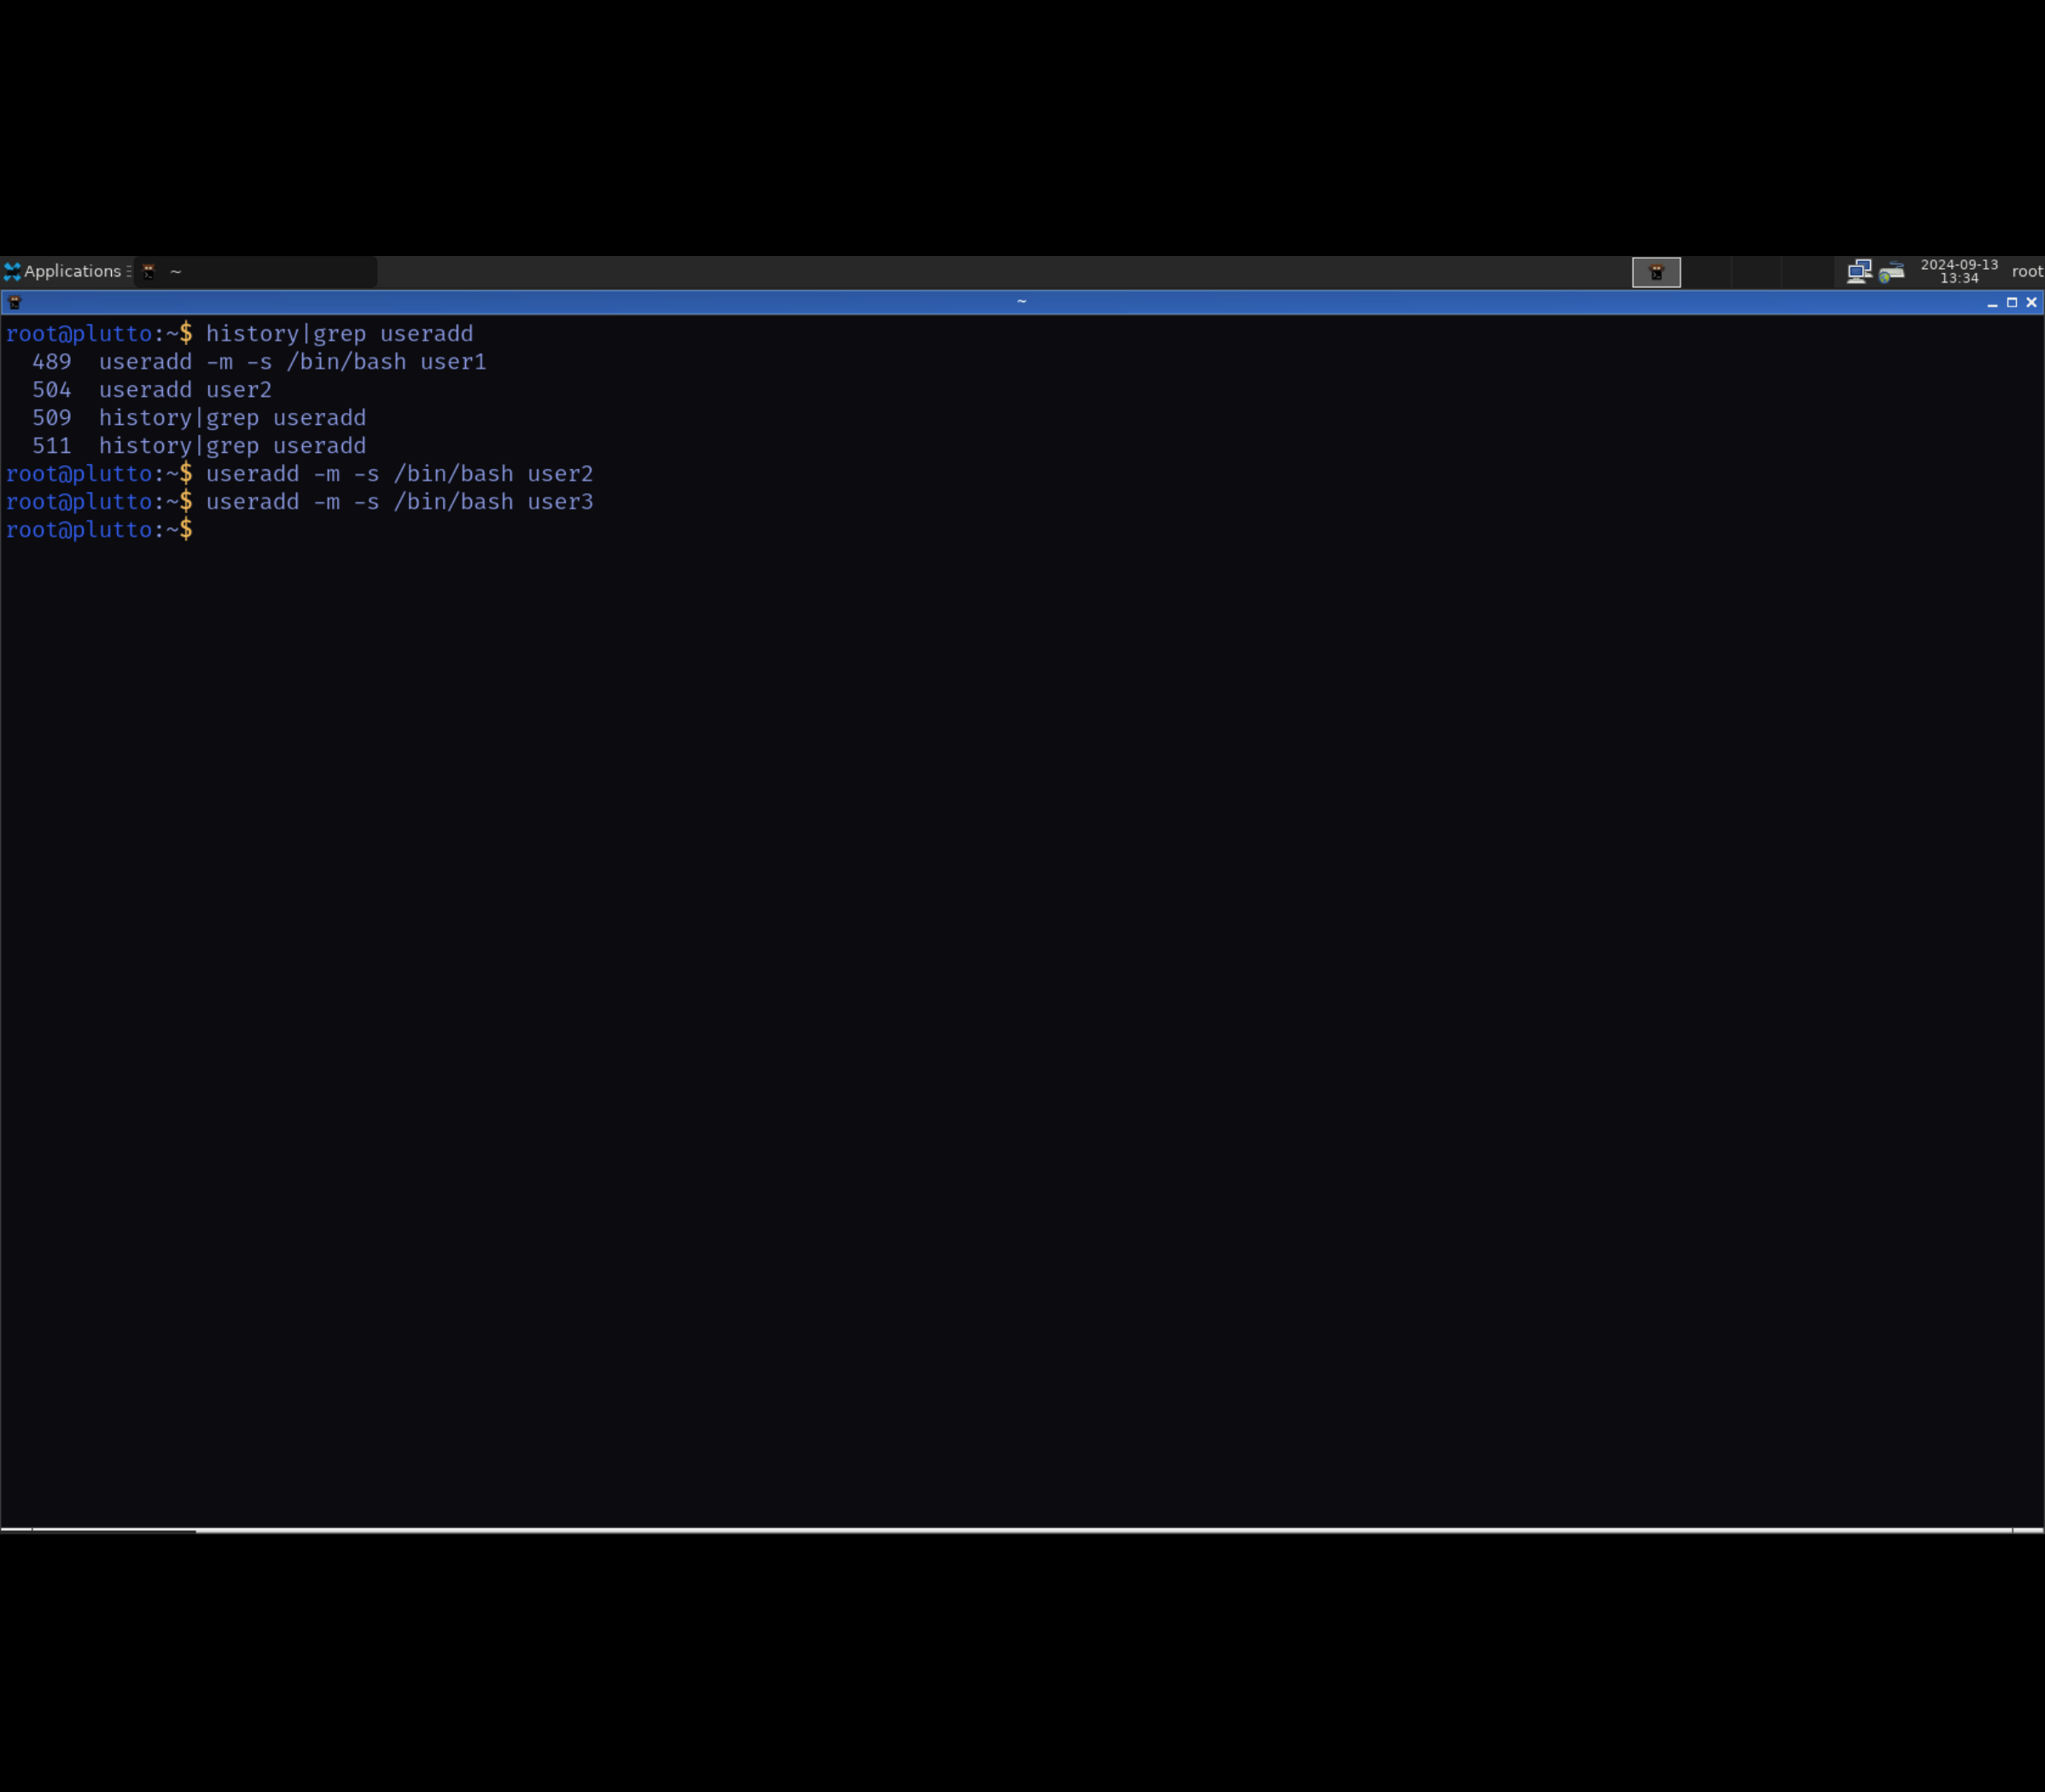 Applications ~ 2024-09-13
13:34 root
~
root@plutto:~$ history|grep useradd
489 useradd -m -s /bin/bash user1
504 useradd user2
509 history|grep useradd
511 history|grep useradd
root@plutto:~$ useradd -m -s /bin/bash user2
root@plutto:~$ useradd -m -s /bin/bash user3
root@plutto:~$